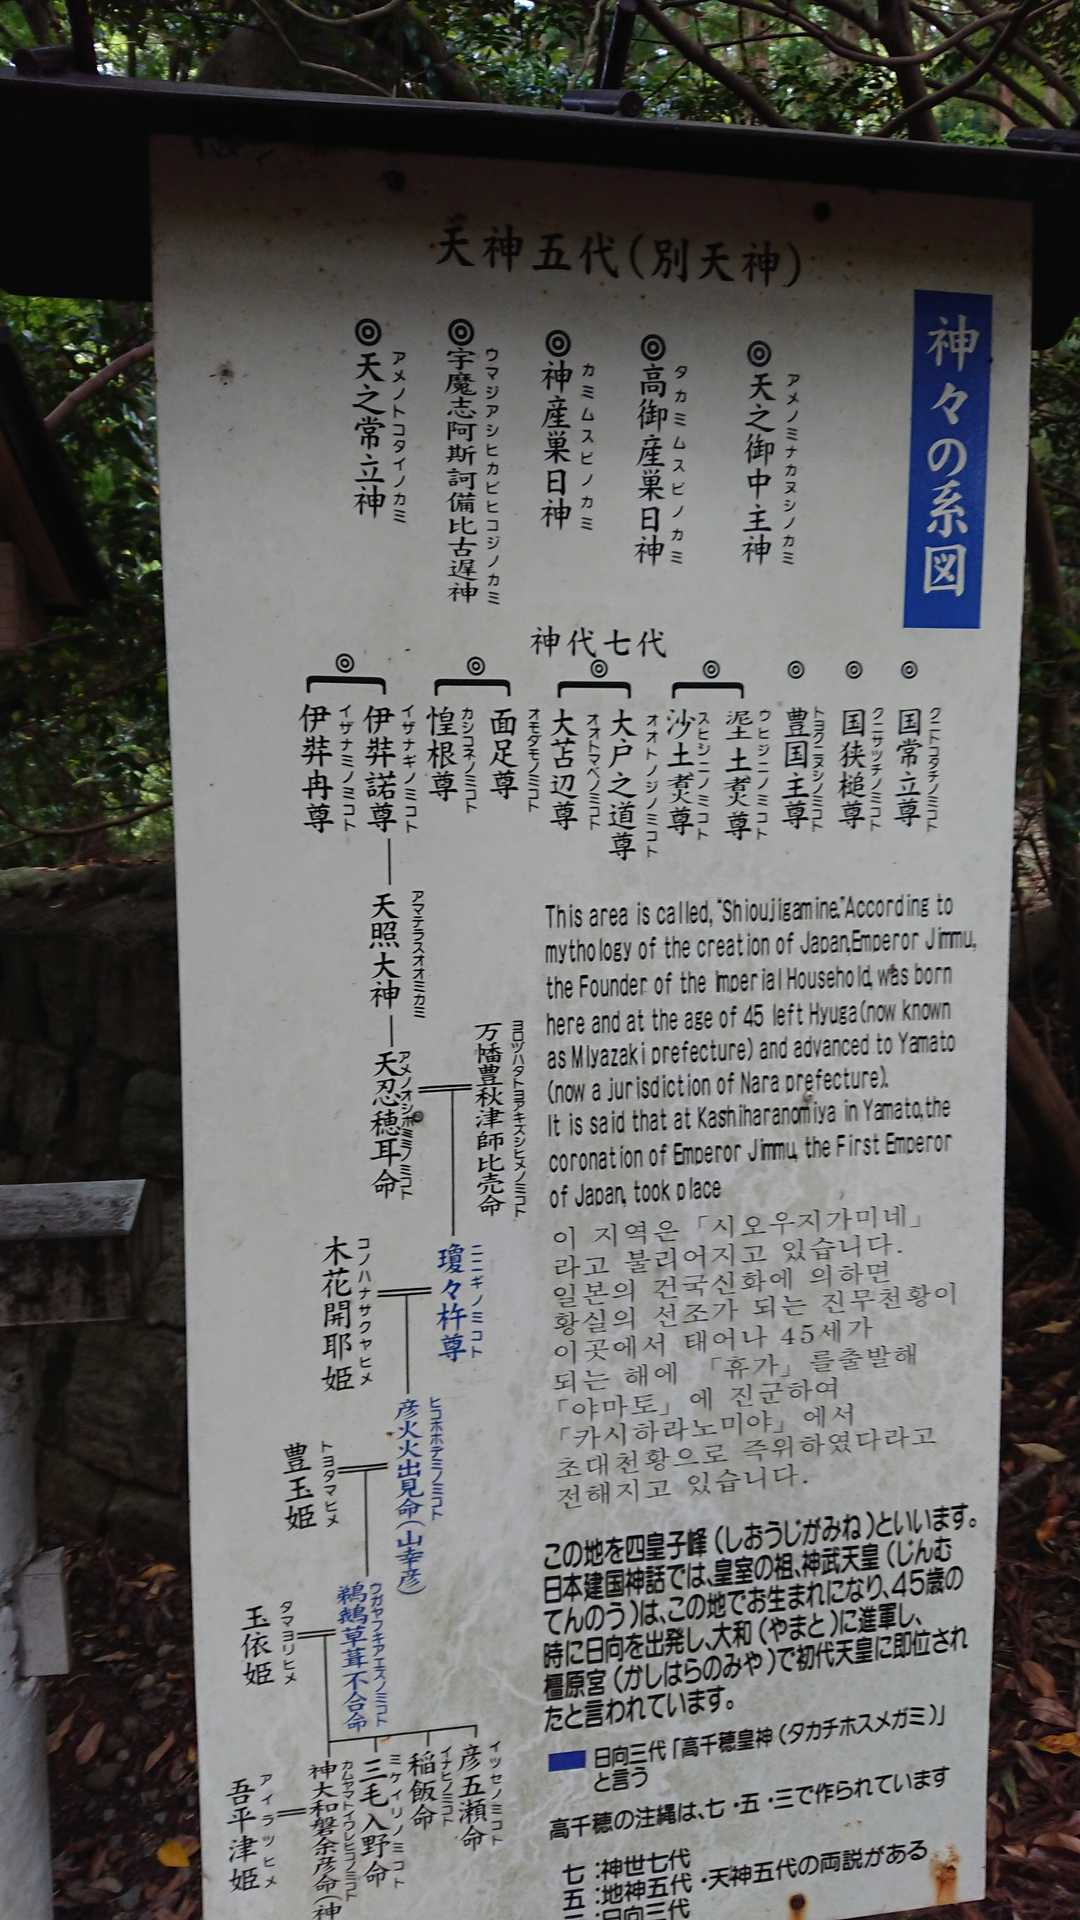 天神五代(別天神)
神々の系図
アメノミナカヌシノカミ
天之御中主神
タカミムスビノカミ
高御産巣日神
カミムスビノカミ
神産巣日神
ウマシアシヒカビヒコジノカミ
宇魔志阿斯訶備比古遅神
アメノトコタイノカミ
天之常立神
神代七代
クニトコタチノミコト
国常立尊
クニサッチノミコト
国狭槌尊
トヨクニヌシノミコト
豊国主尊
ウヒジニノミコト
泥土煮尊
スヒジニノミコト
沙土煮尊
オオトノジノミコト
大戸之道尊
オオトマベノミコト
大苫辺尊
オモダモノミコト
面足尊
カシコネノミコト
惶根尊
イザナギノミコト
伊弉諾尊
イザナミノミコト
伊弉冉尊
アマテラスオオミカミ
天照大神
アメノオシホミミノミコト
天忍穂耳命
ヨロヅハタトヨアキズシヒメノミコト
万幡豊秋津師比売命
ニニギノミコト
瓊々杵尊
コノハナサクヤヒメ
木花開耶姫
ヒコホホデミノミコト
彦火火出見命(山幸彦)
トヨタマヒメ
豊玉姫
ウガヤフキアエズノミコト
鵜鵝草葺不合命
タマヨリヒメ
玉依姫
イツセノミコト
彦五瀬命
イナヒノミコト
稲飯命
ミケイリノミコト
三毛入野命
カムヤマトイワレヒコノミコト
神大和磐余彦命(神
アイラツヒメ
吾平津姫
This area is called,"Shioujigamine."According to
mythology of the creation of Japan,Emperor Jimmu,
the Founder of the Imperial Household, was born
here and at the age of 45 left Hyuga(now known
as MIyazaki prefecture) and advanced to Yamato
(now a jurisdiction of Nara prefecture).
It is said that at Kashiharanomiya in Yamato,the
coronation of Emperor Jimmu, the First Emperor
of Japan, took place
이 지역은「시오우지가미네」
라고 불리어지고 있습니다.
일본의 건국신화에 의하면
황실의 선조가 되는 진무천황이
이곳에서 태어나 45세가
되는 해에 「휴가」를출발해
「야마토」에 진군하여
「카시하라노미야」에서
초대천황으로 즉위하였다라고
전해지고 있습니다.
この地を四皇子峰(しおうじがみね)といいます。
日本建国神話では、皇室の祖、神武天皇(じんむ
てんのう)は、この地でお生まれになり、45歳の
時に日向を出発し、大和(やまと)に進軍し、
橿原宮(かしはらのみや)で初代天皇に即位され
たと言われています。
日向三代「高千穂皇神(タカチホスメガミ)」
と言う
高千穂の注縄は、七・五・三で作られています
七:神世七代
五:地神五代・天神五代の両説がある
三:日向三代